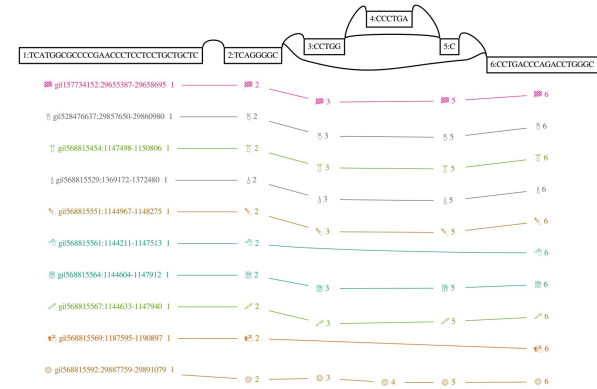 4:CCCTGA
3:CCTGG
5:C
1:TCATGGCGCCCCGAACCCTCCTCCTGCTGCTC
2:TCAGGGGC
6:CCTGACCCAGACCTGGGC
gi|157734152:29655387-29658695 1 2 3 5 6
gi|528476637:29857650-29860980 1 2 3 5 6
gi|568815454:1147498-1150806 1 2 3 5 6
gi|568815529:1369172-1372480 1 2 3 5 6
gi|568815551:1144967-1148275 1 2 3 5 6
gi|568815561:1144211-1147513 1 2 6
gi|568815564:1144604-1147912 1 2 3 5 6
gi|568815567:1144633-1147940 1 2 3 5 6
gi|568815569:1187595-1190897 1 2 6
gi|568815592:29887759-29891079 1 2 3 4 5 6